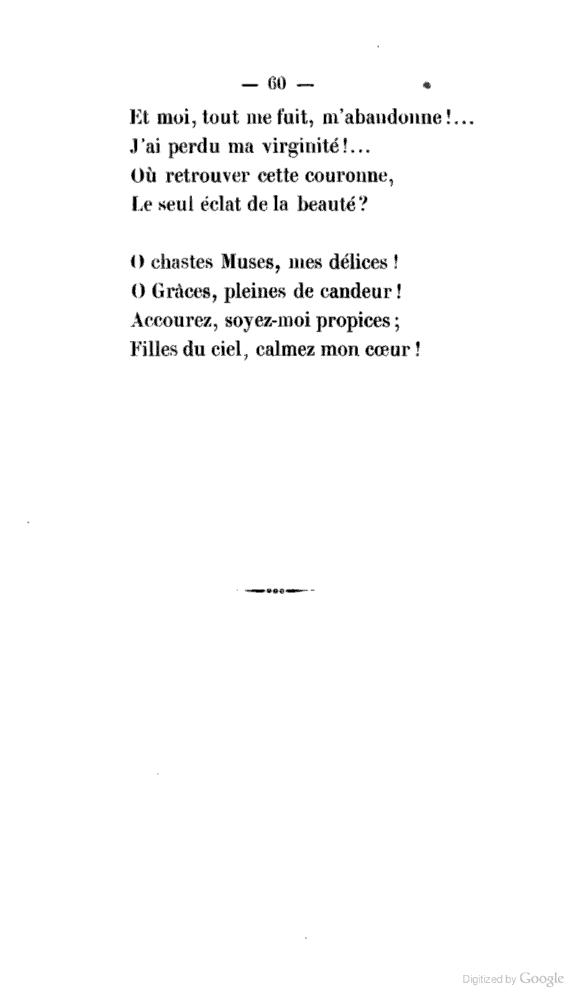 — 60 —
Et moi, tout me fuit, m'abandonne !...
J'ai perdu ma virginité !...
Où retrouver cette couronne,
Le seul éclat de la beauté ?

O chastes Muses, mes délices !
O Grâces, pleines de candeur !
Accourez, soyez-moi propices ;
Filles du ciel, calmez mon cœur !

Digitized by Google